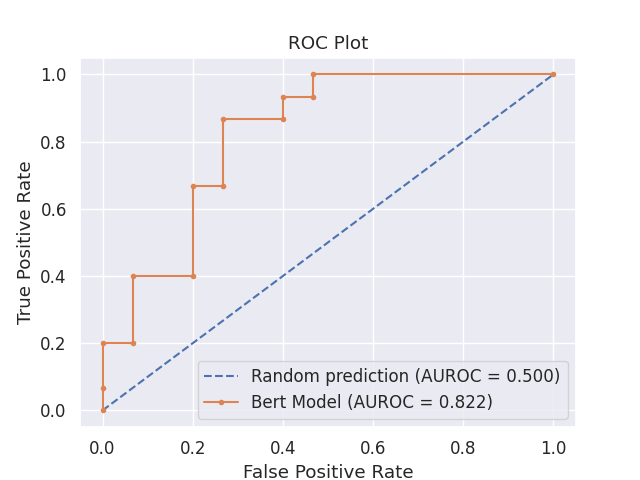 ROC Plot
1.0
0.8
0.6
0.4
0.2
0.0
True Positive Rate
Random prediction (AUROC = 0.500)
Bert Model (AUROC = 0.822)
0.0 0.2 0.4 0.6 0.8 1.0
False Positive Rate